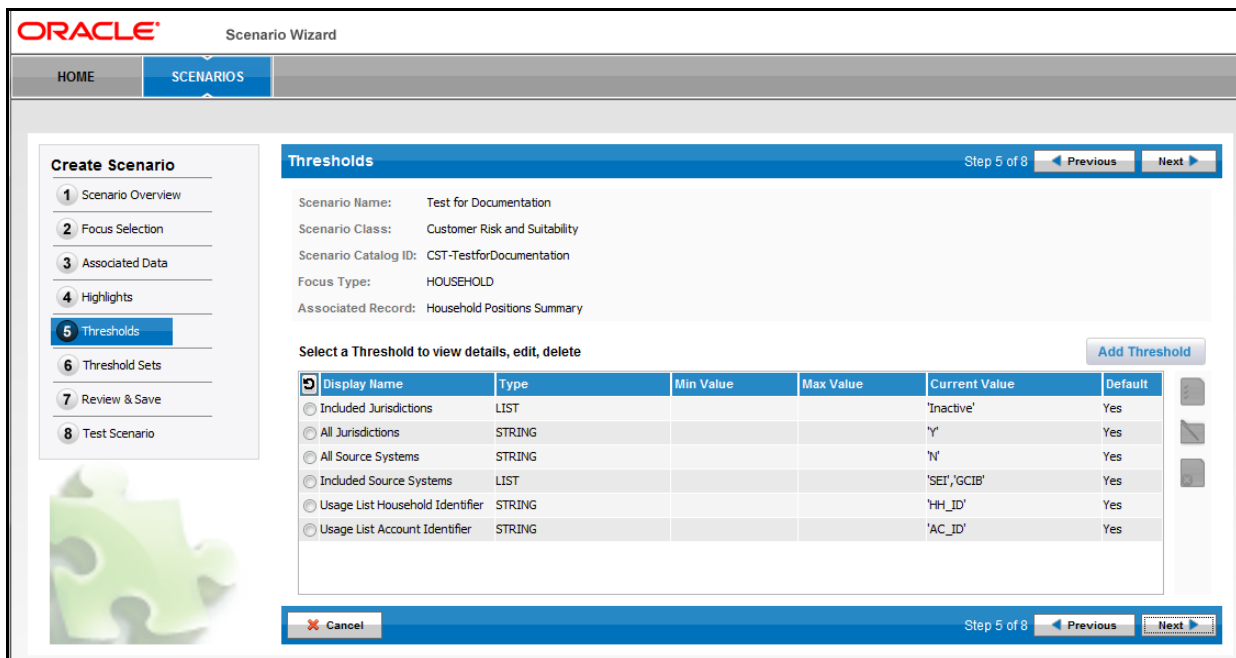 ORACLE Scenario Wizard
HOME SCENARIOS
Create Scenario
1 Scenario Overview
2 Focus Selection
3 Associated Data
4 Highlights
5 Thresholds
6 Threshold Sets
7 Review & Save
8 Test Scenario
Thresholds Step 5 of 8 Previous Next
Scenario Name: Test for Documentation
Scenario Class: Customer Risk and Suitability
Scenario Catalog ID: CST-TestforDocumentation
Focus Type: HOUSEHOLD
Associated Record: Household Positions Summary
Select a Threshold to view details, edit, delete Add Threshold
Display Name Type Min Value Max Value Current Value Default
Included Jurisdictions LIST 'Inactive' Yes
All Jurisdictions STRING 'Y' Yes
All Source Systems STRING 'N' Yes
Included Source Systems LIST 'SEI','GCIB' Yes
Usage List Household Identifier STRING 'HH_ID' Yes
Usage List Account Identifier STRING 'AC_ID' Yes
Cancel Step 5 of 8 Previous Next